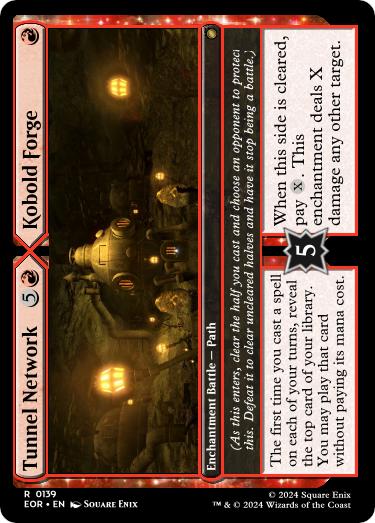 Tunnel Network 5
Kobold Forge
Enchantment Battle — Path
(As this enters, clear the half you cast and choose an opponent to protect
this. Defeat it to clear uncleared halves and have it stop being a battle.)
The first time you cast a spell
on each of your turns, reveal
the top card of your library.
You may play that card
without paying its mana cost.
5
When this side is cleared,
pay X. This
enchantment deals X
damage any other target.
R 0139
EOR • EN SQUARE ENIX
© 2024 Square Enix
™ & © 2024 Wizards of the Coast